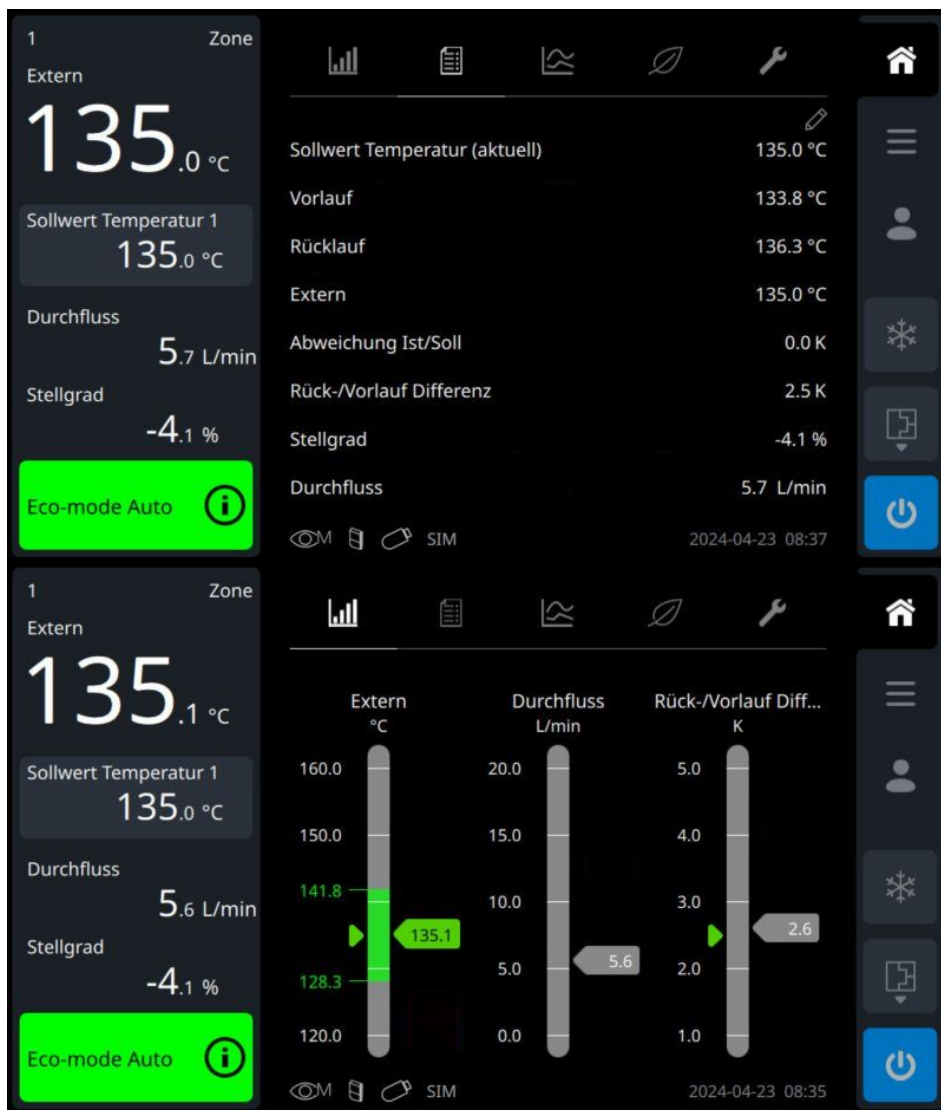 1 Zone
Extern
135.0 °C
Sollwert Temperatur 1
135.0 °C
Durchfluss
5.7 L/min
Stellgrad
-4.1 %
Eco-mode Auto
Sollwert Temperatur (aktuell) 135.0 °C
Vorlauf 133.8 °C
Rücklauf 136.3 °C
Extern 135.0 °C
Abweichung Ist/Soll 0.0 K
Rück-/Vorlauf Differenz 2.5 K
Stellgrad -4.1 %
Durchfluss 5.7 L/min
M SIM 2024-04-23 08:37
1 Zone
Extern
135.1 °C
Sollwert Temperatur 1
135.0 °C
Durchfluss
5.6 L/min
Stellgrad
-4.1 %
Eco-mode Auto
Extern
°C
160.0
150.0
141.8
135.1
128.3
120.0
Durchfluss
L/min
20.0
15.0
10.0
5.6
5.0
0.0
Rück-/Vorlauf Diff...
K
5.0
4.0
3.0
2.6
2.0
1.0
M SIM 2024-04-23 08:35